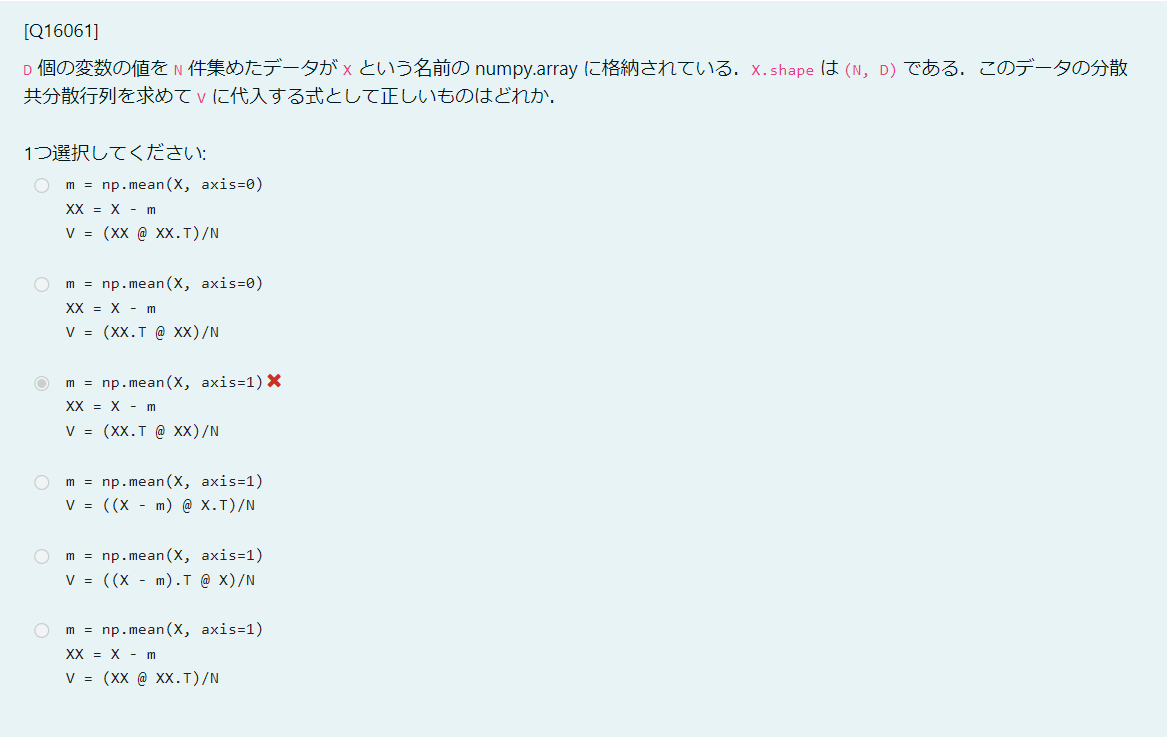 [Q16061]
D 個の変数の値を N 件集めたデータが X という名前の numpy.array に格納されている．X.shape は (N, D) である．このデータの分散
共分散行列を求めて V に代入する式として正しいものはどれか．
1つ選択してください:
m = np.mean(X, axis=0)
XX = X - m
V = (XX @ XX.T)/N
m = np.mean(X, axis=0)
XX = X - m
V = (XX.T @ XX)/N
m = np.mean(X, axis=1)
XX = X - m
V = (XX.T @ XX)/N
m = np.mean(X, axis=1)
V = ((X - m) @ X.T)/N
m = np.mean(X, axis=1)
V = ((X - m).T @ X)/N
m = np.mean(X, axis=1)
XX = X - m
V = (XX @ XX.T)/N